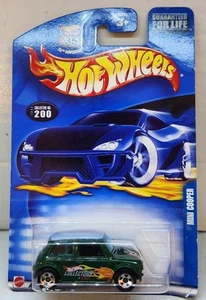 GUARANTEED
FOR LIFE
HOT WHEELS
COLLECTOR NO.
200
MINI COOPER